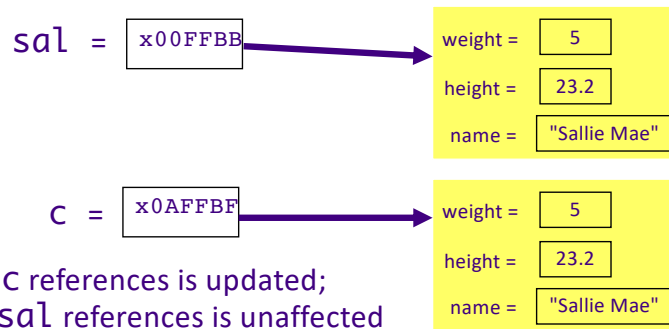 sal = x00FFBB
weight = 5
height = 23.2
name = "Sallie Mae"
c = x0AFFBF
weight = 5
height = 23.2
name = "Sallie Mae"
c references is updated;
sal references is unaffected